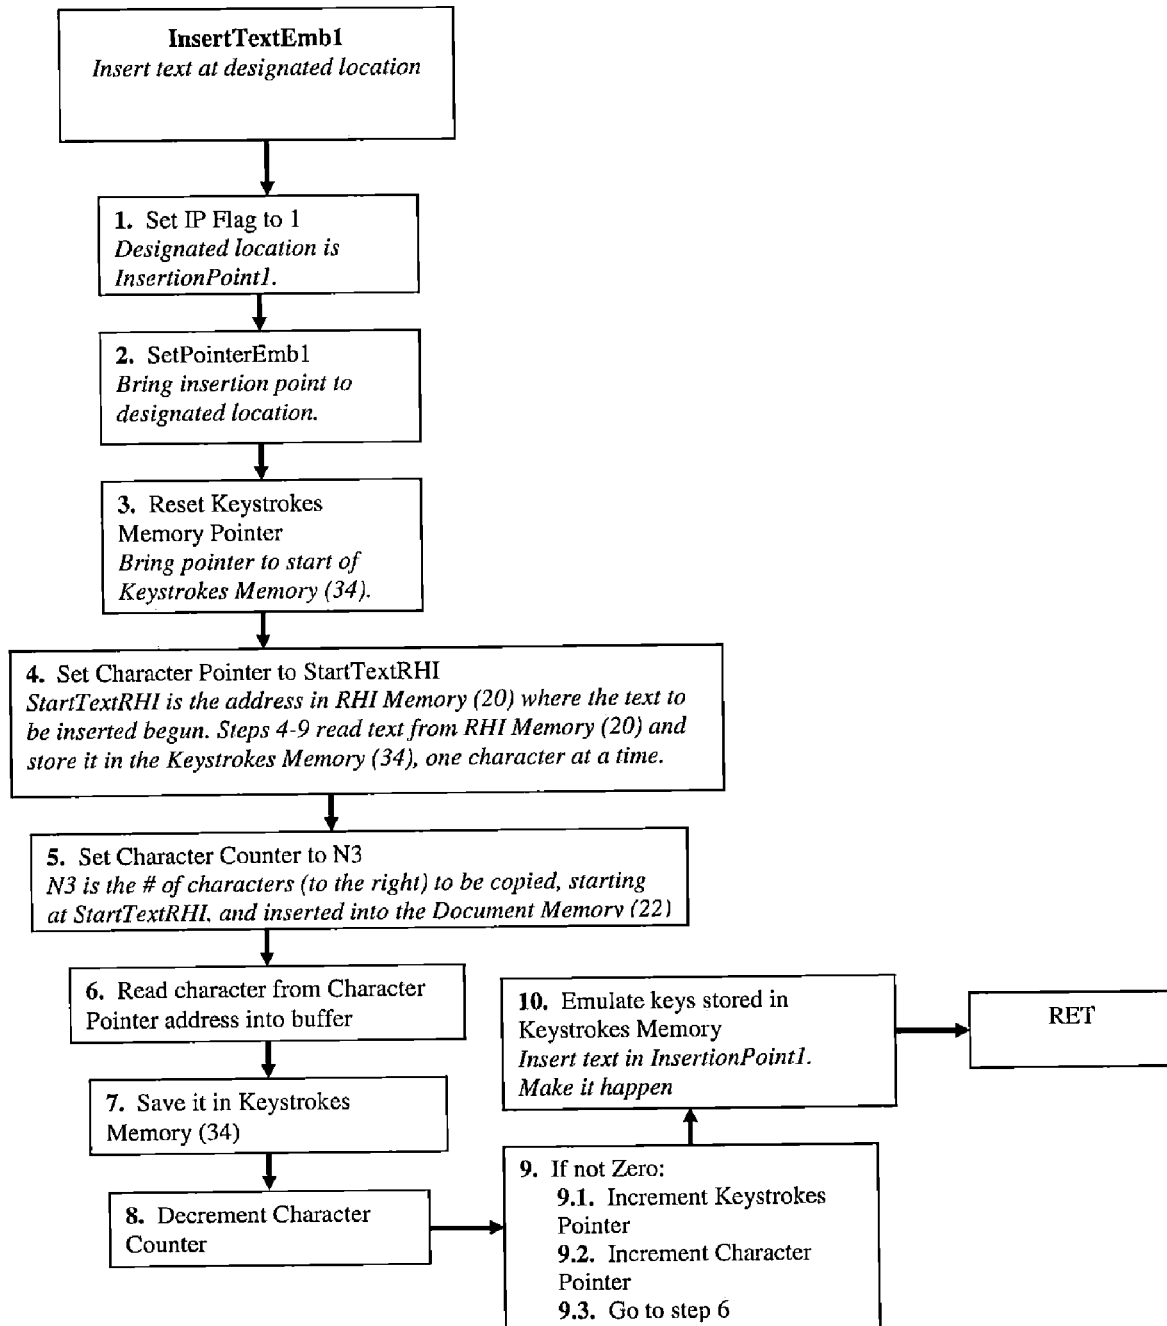 InsertTextEmb1
Insert text at designated location
1. Set IP Flag to 1
Designated location is
InsertionPoint1.
2. SetPointerEmb1
Bring insertion point to
designated location.
3. Reset Keystrokes
Memory Pointer
Bring pointer to start of
Keystrokes Memory (34).
4. Set Character Pointer to StartTextRHI
StartTextRHI is the address in RHI Memory (20) where the text to
be inserted begun. Steps 4-9 read text from RHI Memory (20) and
store it in the Keystrokes Memory (34), one character at a time.
5. Set Character Counter to N3
N3 is the # of characters (to the right) to be copied, starting
at StartTextRHI, and inserted into the Document Memory (22)
6. Read character from Character
Pointer address into buffer
7. Save it in Keystrokes
Memory (34)
8. Decrement Character
Counter
9. If not Zero:
9.1. Increment Keystrokes
Pointer
9.2. Increment Character
Pointer
9.3. Go to step 6
10. Emulate keys stored in
Keystrokes Memory
Insert text in InsertionPoint1.
Make it happen
RET